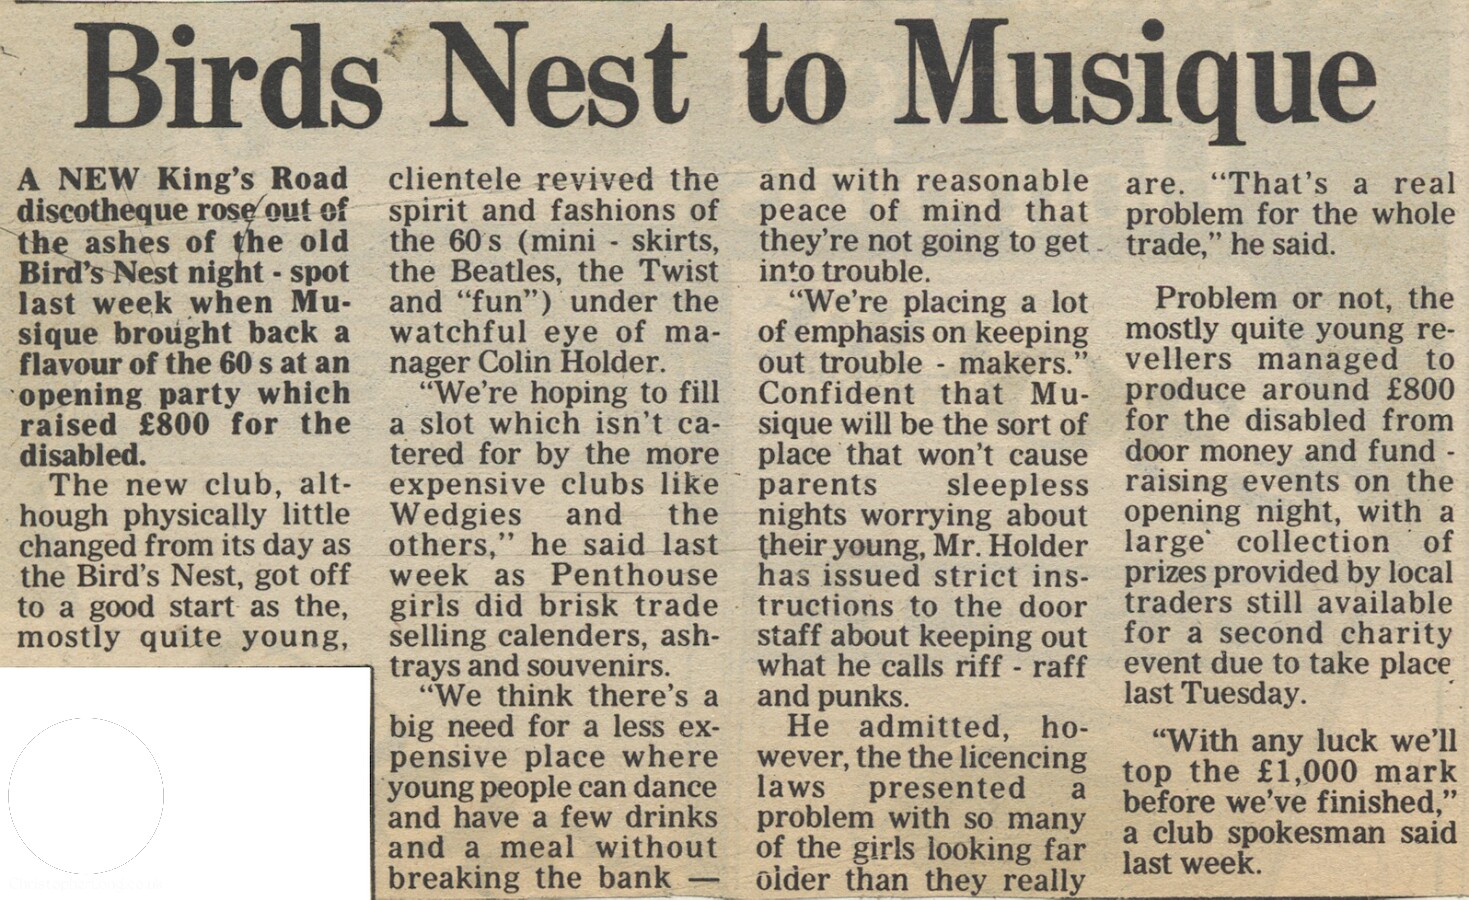 Birds Nest to Musique
A NEW King's Road
discotheque rose out of
the ashes of the old
Bird's Nest night - spot
last week when Mu-
sique brought back a
flavour of the 60 s at an
opening party which
raised £800 for the
disabled.
The new club, alt-
hough physically little
changed from its day as
the Bird's Nest, got off
to a good start as the,
mostly quite young,
clientele revived the
spirit and fashions of
the 60 s (mini - skirts,
the Beatles, the Twist
and "fun") under the
watchful eye of ma-
nager Colin Holder.
"We're hoping to fill
a slot which isn't ca-
tered for by the more
expensive clubs like
Wedgies and the
others," he said last
week as Penthouse
girls did brisk trade
selling calenders, ash-
trays and souvenirs.
"We think there's a
big need for a less ex-
pensive place where
young people can dance
and have a few drinks
and a meal without
breaking the bank —
and with reasonable
peace of mind that
they're not going to get
into trouble.
"We're placing a lot
of emphasis on keeping
out trouble - makers."
Confident that Mu-
sique will be the sort of
place that won't cause
parents sleepless
nights worrying about
their young, Mr. Holder
has issued strict ins-
tructions to the door
staff about keeping out
what he calls riff - raff
and punks.
He admitted, ho-
wever, the the licencing
laws presented a
problem with so many
of the girls looking far
older than they really
are. "That's a real
problem for the whole
trade," he said.
Problem or not, the
mostly quite young re-
vellers managed to
produce around £800
for the disabled from
door money and fund -
raising events on the
opening night, with a
large collection of
prizes provided by local
traders still available
for a second charity
event due to take place
last Tuesday.
"With any luck we'll
top the £1,000 mark
before we've finished,"
a club spokesman said
last week.